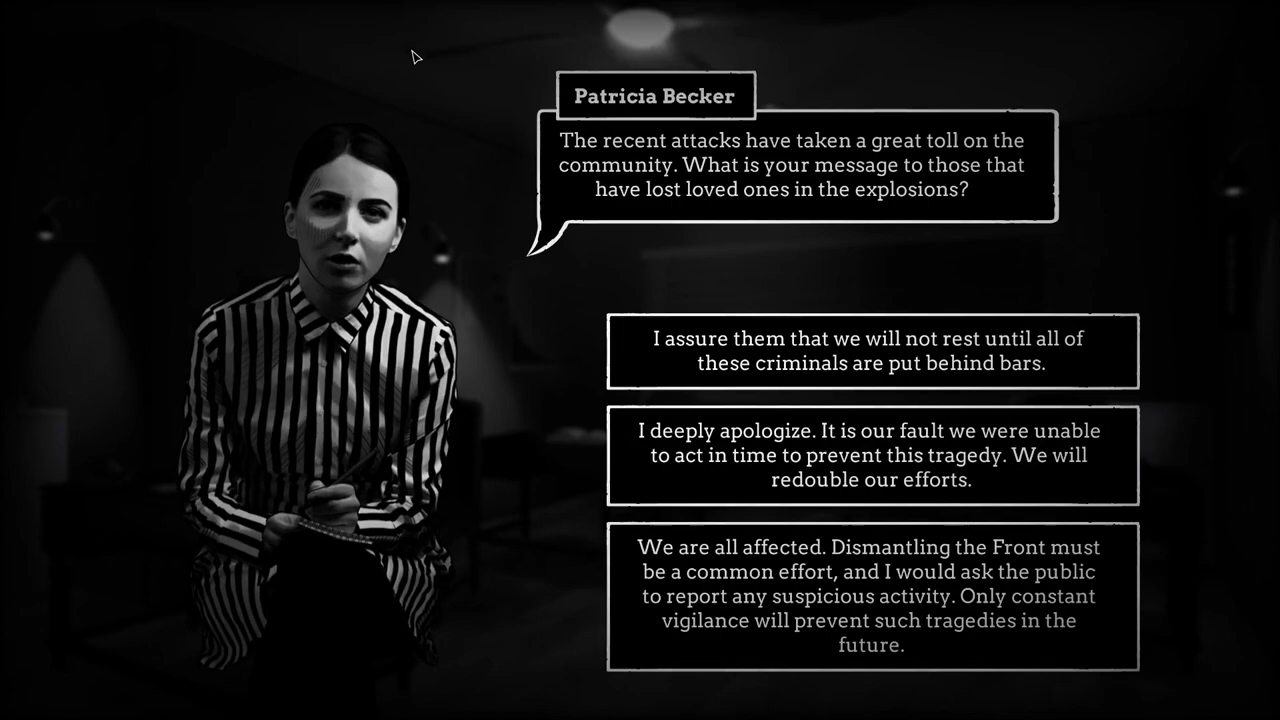 Patricia Becker
The recent attacks have taken a great toll on the
community. What is your message to those that
have lost loved ones in the explosions?
I assure them that we will not rest until all of
these criminals are put behind bars.
I deeply apologize. It is our fault we were unable
to act in time to prevent this tragedy. We will
redouble our efforts.
We are all affected. Dismantling the Front must
be a common effort, and I would ask the public
to report any suspicious activity. Only constant
vigilance will prevent such tragedies in the
future.